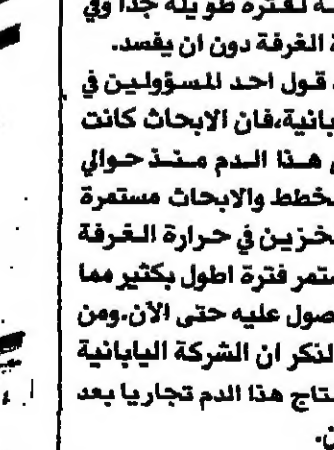 لفترة طويلة جدا وفي
الغرفة دون ان يفسد.
قول احد المسؤولين في
بانية،فان الابحاث كانت
هذا الدم منذ حوالي
خطط والابحاث مستمرة
خزين في حرارة الغرفة
ستمر فترة اطول بكثير مما
صول عليه حتى الآن.ومن
لذكر ان الشركة اليابانية
تاج هذا الدم تجاريا بعد